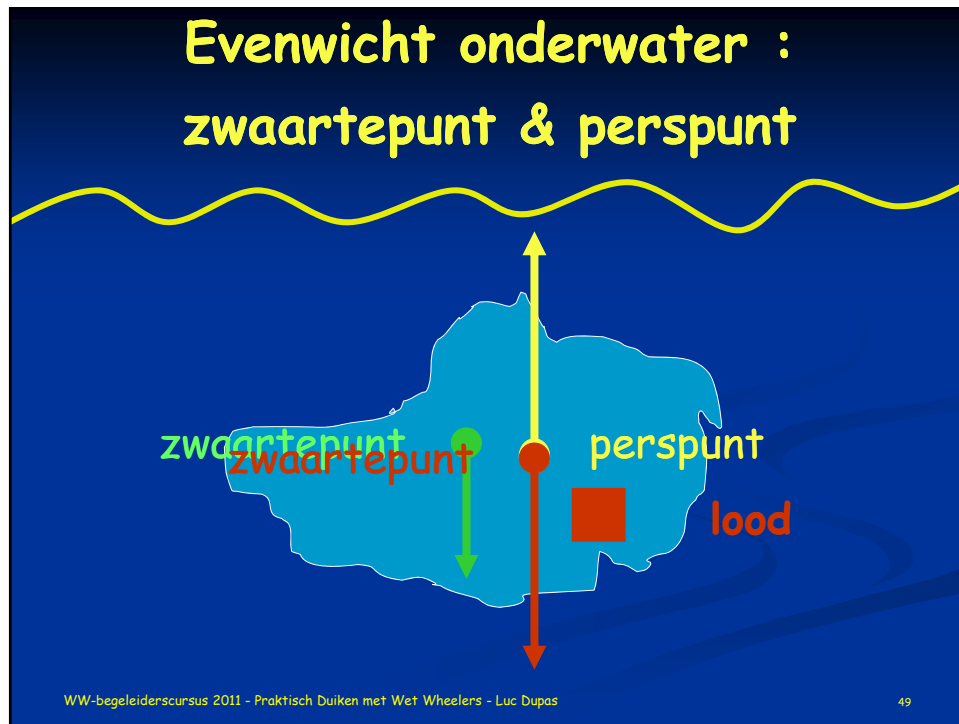 Evenwicht onderwater :
zwaartepunt & perspunt
zwaartepunt
zwaartepunt
perspunt
lood
WW-begeleiderscursus 2011 - Praktisch Duiken met Wet Wheelers - Luc Dupas
49